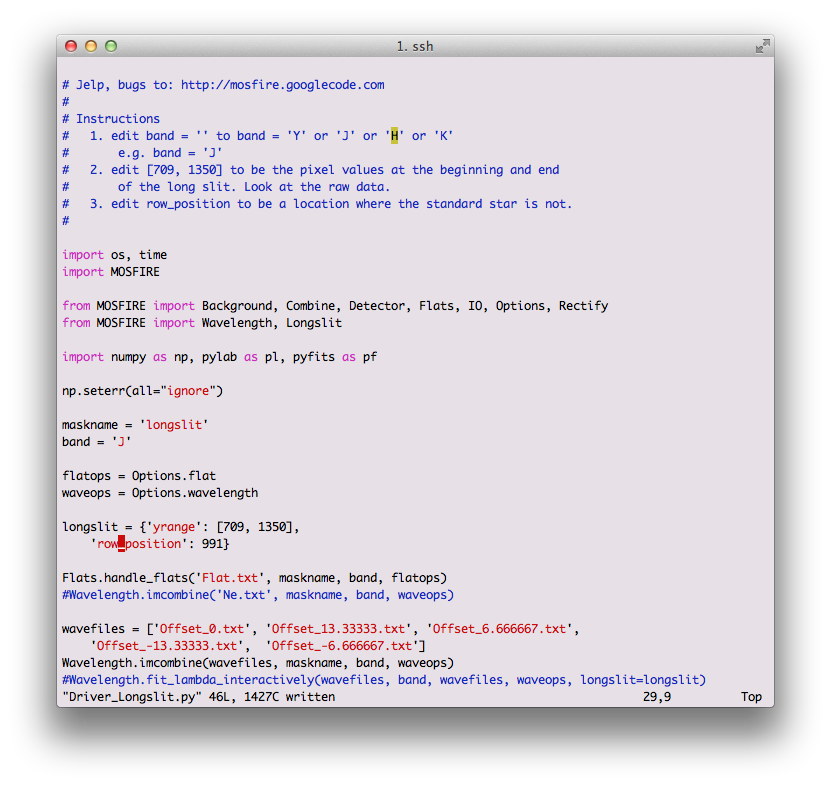 1. ssh
# Jelp, bugs to: http://mosfire.googlecode.com
#
# Instructions
#   1. edit band = '' to band = 'Y' or 'J' or 'H' or 'K'
#       e.g. band = 'J'
#   2. edit [709, 1350] to be the pixel values at the beginning and end
#       of the long slit. Look at the raw data.
#   3. edit row_position to be a location where the standard star is not.
#
import os, time
import MOSFIRE
from MOSFIRE import Background, Combine, Detector, Flats, IO, Options, Rectify
from MOSFIRE import Wavelength, Longslit
import numpy as np, pylab as pl, pyfits as pf
np.seterr(all="ignore")
maskname = 'longslit'
band = 'J'
flatops = Options.flat
waveops = Options.wavelength
longslit = {'yrange': [709, 1350],
    'row_position': 991}
Flats.handle_flats('Flat.txt', maskname, band, flatops)
#Wavelength.imcombine('Ne.txt', maskname, band, waveops)
wavefiles = ['Offset_0.txt', 'Offset_13.33333.txt', 'Offset_6.666667.txt',
    'Offset_-13.33333.txt',  'Offset_-6.666667.txt']
Wavelength.imcombine(wavefiles, maskname, band, waveops)
#Wavelength.fit_lambda_interactively(wavefiles, band, wavefiles, waveops, longslit=longslit)
"Driver_Longslit.py" 46L, 1427C written 29,9 Top